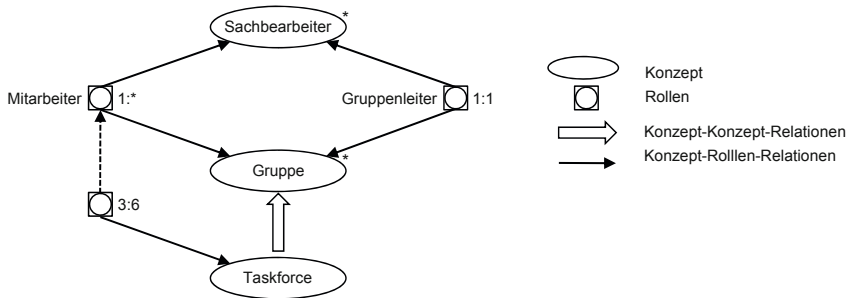 Sachbearbeiter *
Mitarbeiter 1:* Gruppenleiter 1:1
Gruppe *
3:6
Taskforce
Konzept
Rollen
Konzept-Konzept-Relationen
Konzept-Rolllen-Relationen